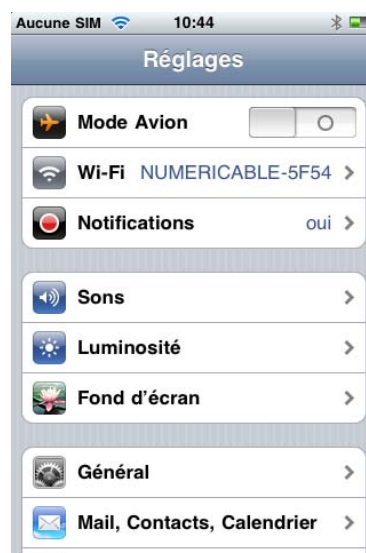 Aucune SIM 10:44
Réglages
Mode Avion
Wi-Fi NUMERICABLE-5F54
Notifications oui
Sons
Luminosité
Fond d'écran
Général
Mail, Contacts, Calendrier